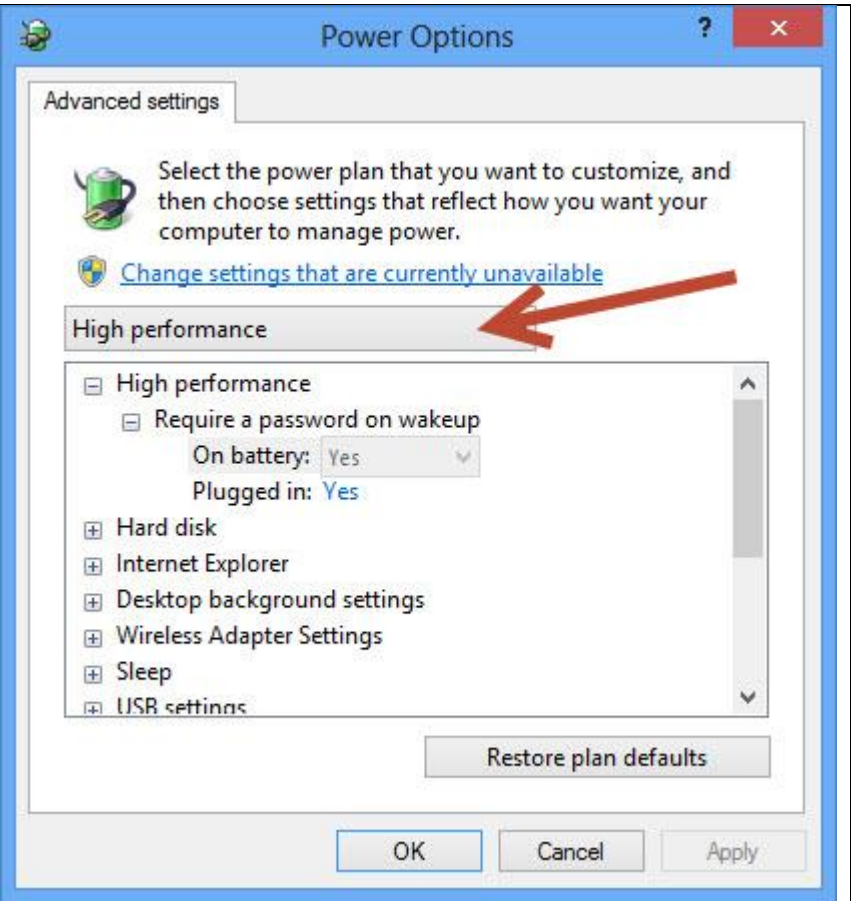 Power Options
?
Advanced settings
Select the power plan that you want to customize, and
then choose settings that reflect how you want your
computer to manage power.
Change settings that are currently unavailable
High performance
High performance
Require a password on wakeup
On battery: Yes
Plugged in: Yes
Hard disk
Internet Explorer
Desktop background settings
Wireless Adapter Settings
Sleep
USB settings
Restore plan defaults
OK Cancel Apply